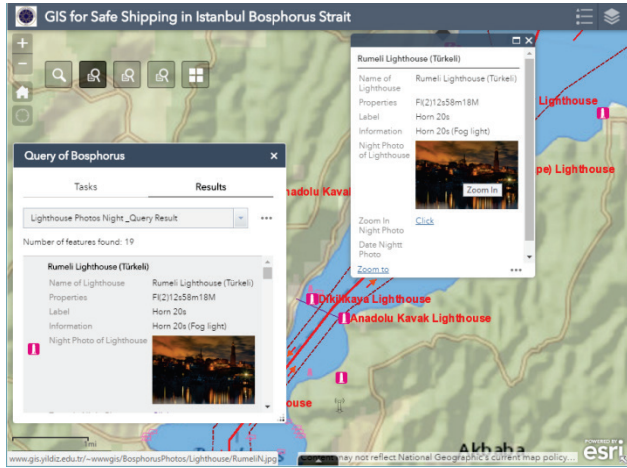 GIS for Safe Shipping in Istanbul Bosphorus Strait
Rumeli Lighthouse (Türkeli)
Name of Lighthouse
Rumeli Lighthouse (Türkeli)
Properties
Fl(2)12s58m18M
Label
Horn 20s
Information
Horn 20s (Fog light)
Night Photo of Lighthouse
Zoom In
Zoom In Night Photo
Click
Date Nightt Photo
Zoom to
Query of Bosphorus
Tasks
Results
Lighthouse Photos Night _Query Result
Number of features found: 19
Rumeli Lighthouse (Türkeli)
Name of Lighthouse
Rumeli Lighthouse (Türkeli)
Properties
Fl(2)12s58m18M
Label
Horn 20s
Information
Horn 20s (Fog light)
Night Photo of Lighthouse
Lighthouse
Lighthouse
Kavak
Dikilikaya Lighthouse
Anadolu Kavak Lighthouse
Akbaba
www.gis.yildiz.edu.tr/~wwwgis/BosphorusPhotos/Lighthouse/RumeliN.jpg
Content may not reflect National Geographic's current map policy...
POWERED BY
esri